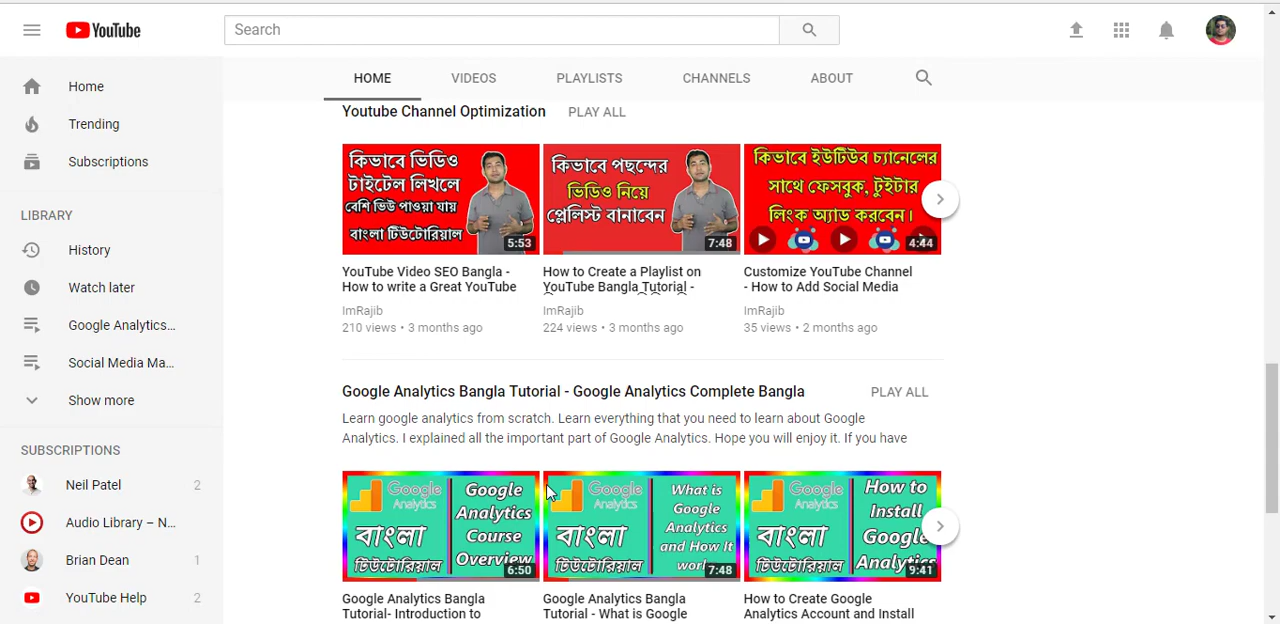 YouTube
Search
HOME VIDEOS PLAYLISTS CHANNELS ABOUT
Home
Trending
Subscriptions
LIBRARY
History
Watch later
Google Analytics...
Social Media Ma...
Show more
SUBSCRIPTIONS
Neil Patel 2
Audio Library – N...
Brian Dean 1
YouTube Help 2
Youtube Channel Optimization PLAY ALL
কিভাবে ভিডিও
টাইটেল লিখলে
বেশি ভিউ পাওয়া যায়
বাংলা টিউটোরিয়াল
5:53
কিভাবে পছন্দের
ভিডিও নিয়ে
প্লেলিস্ট বানাবেন
7:48
কিভাবে ইউটিউব চ্যানেলের
সাথে ফেসবুক, টুইটার
লিংক অ্যাড করবেন।
4:44
YouTube Video SEO Bangla -
How to write a Great YouTube
ImRajib
210 views • 3 months ago
How to Create a Playlist on
YouTube Bangla Tutorial -
ImRajib
224 views • 3 months ago
Customize YouTube Channel
- How to Add Social Media
ImRajib
35 views • 2 months ago
Google Analytics Bangla Tutorial - Google Analytics Complete Bangla PLAY ALL
Learn google analytics from scratch. Learn everything that you need to learn about Google
Analytics. I explained all the important part of Google Analytics. Hope you will enjoy it. If you have
Google
Analytics
বাংলা
টিউটোরিয়াল
Google
Analytics
Course
Overview
6:50
Google
Analytics
বাংলা
টিউটোরিয়াল
What is
Google
Analytics
and How It
work
7:48
Google
Analytics
বাংলা
টিউটোরিয়াল
How to
Install
Google
Analytics
9:41
Google Analytics Bangla
Tutorial- Introduction to
Google Analytics Bangla
Tutorial - What is Google
How to Create Google
Analytics Account and Install